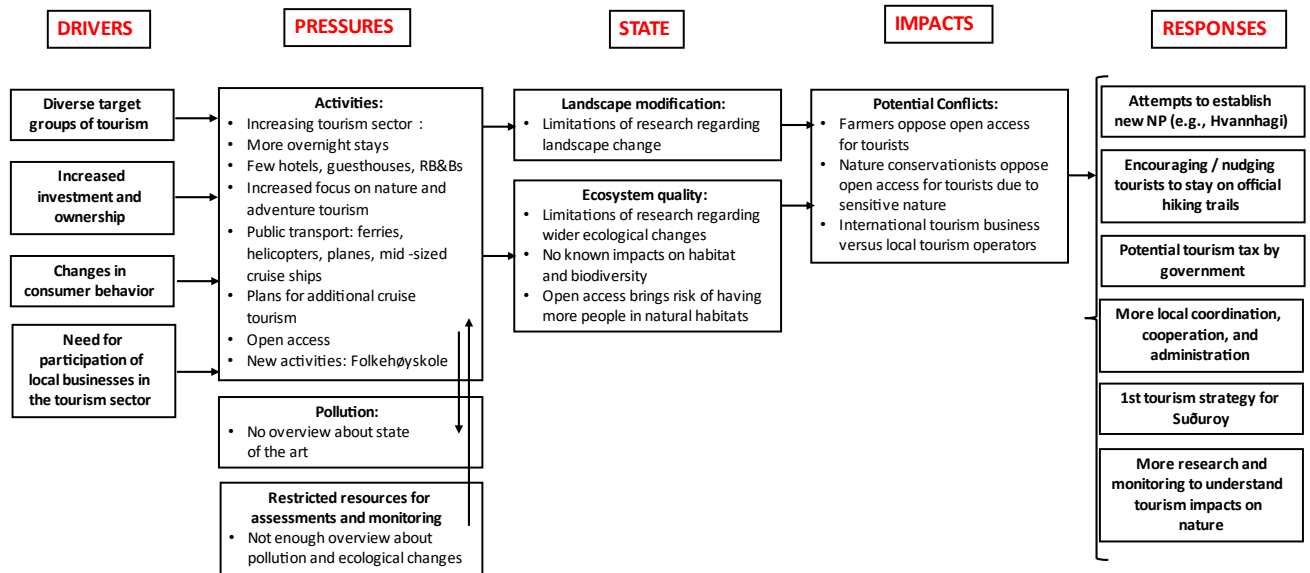 DRIVERS
PRESSURES
STATE
IMPACTS
RESPONSES
Diverse target
groups of tourism
Increased
investment and
ownership
Changes in
consumer behavior
Need for
participation of
local businesses in
the tourism sector
Activities:
• Increasing tourism sector :
• More overnight stays
• Few hotels, guesthouses, RB&Bs
• Increased focus on nature and
adventure tourism
• Public transport: ferries,
helicopters, planes, mid -sized
cruise ships
• Plans for additional cruise
tourism
• Open access
• New activities: Folkehøyskole
Pollution:
• No overview about state
of the art
Restricted resources for
assessments and monitoring
• Not enough overview about
pollution and ecological changes
Landscape modification:
• Limitations of research regarding
landscape change
Ecosystem quality:
• Limitations of research regarding
wider ecological changes
• No known impacts on habitat
and biodiversity
• Open access brings risk of having
more people in natural habitats
Potential Conflicts:
• Farmers oppose open access
for tourists
• Nature conservationists oppose
open access for tourists due to
sensitive nature
• International tourism business
versus local tourism operators
Attempts to establish
new NP (e.g., Hvannhagi)
Encouraging / nudging
tourists to stay on official
hiking trails
Potential tourism tax by
government
More local coordination,
cooperation, and
administration
1st tourism strategy for
Suðuroy
More research and
monitoring to understand
tourism impacts on
nature